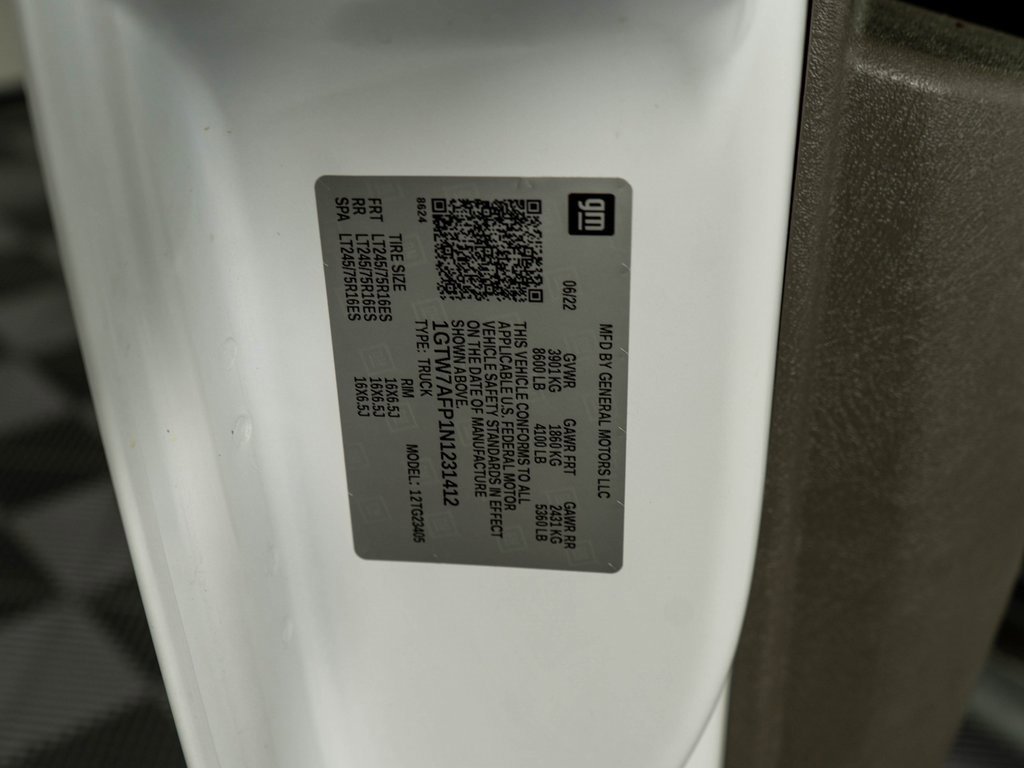 gm
MFD BY GENERAL MOTORS LLC
06/22
GVWR GAWR FRT GAWR RR
3901 KG 1860 KG 2431 KG
8600 LB 4100 LB 5360 LB
THIS VEHICLE CONFORMS TO ALL
APPLICABLE U.S. FEDERAL MOTOR
VEHICLE SAFETY STANDARDS IN EFFECT
ON THE DATE OF MANUFACTURE
SHOWN ABOVE.
1GTW7AFP1N1231412
8624
TYPE: TRUCK MODEL: 12TG23405
TIRE SIZE RIM
FRT LT245/75R16ES 16X6.5J
RR LT245/75R16ES 16X6.5J
SPA LT245/75R16ES 16X6.5J